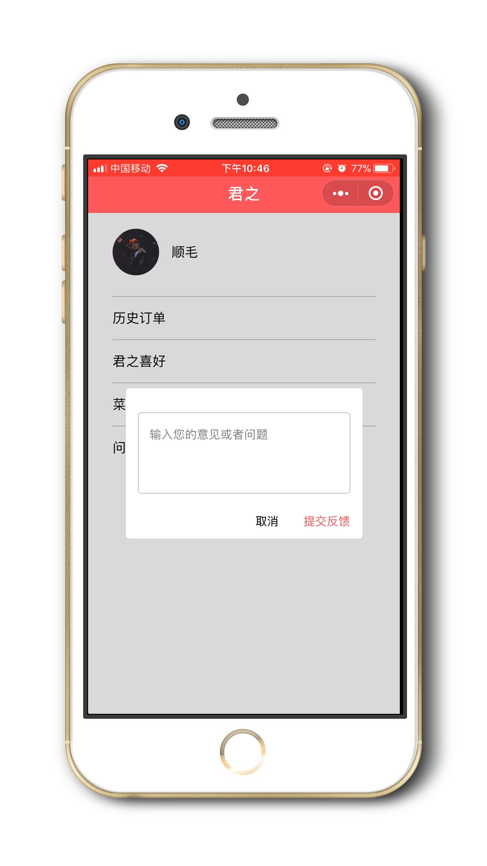 中国移动 下午10:46 77%
君之
顺毛
历史订单
君之喜好
菜
问
输入您的意见或者问题
取消 提交反馈